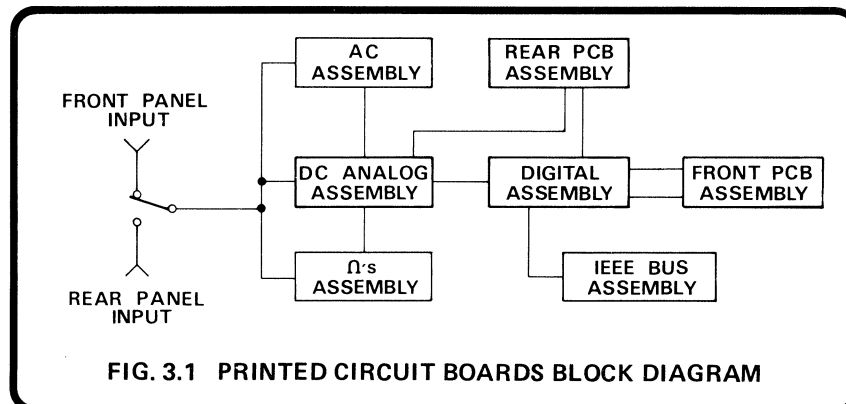 AC
ASSEMBLY
REAR PCB
ASSEMBLY
FRONT PANEL
INPUT
DC ANALOG
ASSEMBLY
DIGITAL
ASSEMBLY
FRONT PCB
ASSEMBLY
Ω's
ASSEMBLY
IEEE BUS
ASSEMBLY
REAR PANEL
INPUT
FIG. 3.1 PRINTED CIRCUIT BOARDS BLOCK DIAGRAM